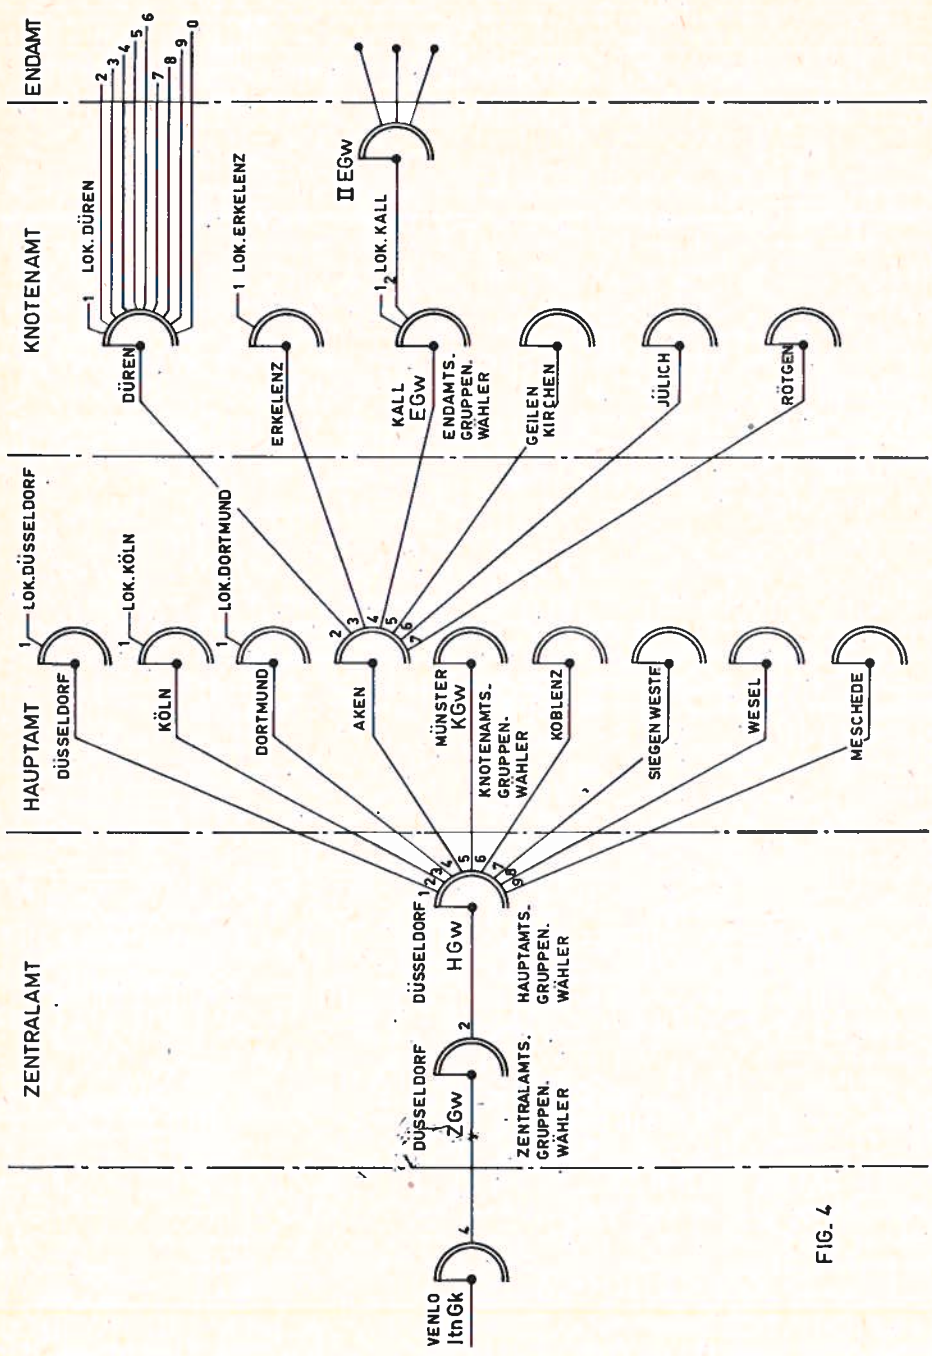 ZENTRALAMT
HAUPTAMT
KNOTENAMT
ENDAMT
VENLO
ItnGk
4
DÜSSELDORF
ZGw
ZENTRALAMTS.
GRUPPEN.
WÄHLER
2
DÜSSELDORF
HGw
HAUPTAMTS.
GRUPPEN.
WÄHLER
1
2
3
4
5
6
7
8
9
DÜSSELDORF
1
LOK.DÜSSELDORF
KÖLN
1
LOK.KÖLN
DORTMUND
1
LOK.DORTMUND
AKEN
2
3
4
5
6
7
MÜNSTER
KGw
KNOTENAMTS.
GRUPPEN-
WÄHLER
KOBLENZ
SIEGEN WESTF.
WESEL
MESCHEDE
DÜREN
1 LOK. DÜREN
2
3
4
5
6
7
8
9
0
ERKELENZ
1 LOK.ERKELENZ
KALL
EGw
ENDAMTS.
GRUPPEN.
WÄHLER
1 LOK. KALL
2
II EGw
GEILEN
KIRCHEN
JÜLICH
RÖTGEN
FIG. 4